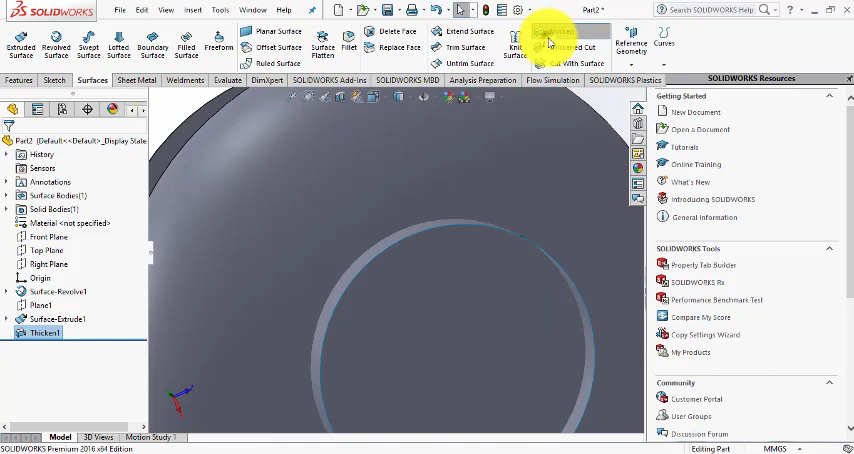 SOLIDWORKS File Edit View Insert Tools Window Part2 * Search SOLIDWORKS Help
Extruded Surface
Revolved Surface
Swept Surface
Lofted Surface
Boundary Surface
Filled Surface
Freeform
Planar Surface
Offset Surface
Ruled Surface
Surface Flatten
Fillet
Delete Face
Replace Face
Extend Surface
Trim Surface
Untrim Surface
Knit Surface
Thicken
Thickened Cut
Cut With Surface
Reference Geometry
Curves
Features Sketch Surfaces Sheet Metal Weldments Evaluate DimXpert SOLIDWORKS Add-Ins SOLIDWORKS MBD Analysis Preparation Flow Simulation SOLIDWORKS Plastics
Part2 (Default<<Default>_Display State
History
Sensors
Annotations
Surface Bodies(1)
Solid Bodies(1)
Material <not specified>
Front Plane
Top Plane
Right Plane
Origin
Surface-Revolve1
Plane1
Surface-Extrude1
Thicken1
SOLIDWORKS Resources
Getting Started
New Document
Open a Document
Tutorials
Online Training
What's New
Introducing SOLIDWORKS
General Information
SOLIDWORKS Tools
Property Tab Builder
SOLIDWORKS Rx
Performance Benchmark Test
Compare My Score
Copy Settings Wizard
My Products
Community
Customer Portal
User Groups
Discussion Forum
Model 3D Views Motion Study 1
SOLIDWORKS Premium 2016 x64 Edition Editing Part MMGS